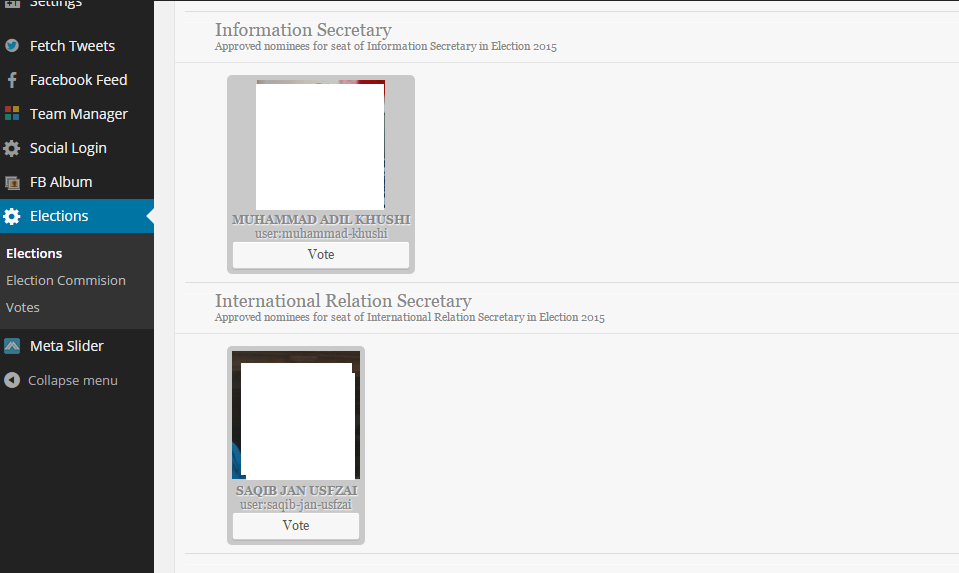 Settings
Fetch Tweets
Facebook Feed
Team Manager
Social Login
FB Album
Elections
Elections
Election Commision
Votes
Meta Slider
Collapse menu
Information Secretary
Approved nominees for seat of Information Secretary in Election 2015
MUHAMMAD ADIL KHUSHI
user:muhammad-khushi
Vote
International Relation Secretary
Approved nominees for seat of International Relation Secretary in Election 2015
SAQIB JAN USFZAI
user:saqib-jan-usfzai
Vote